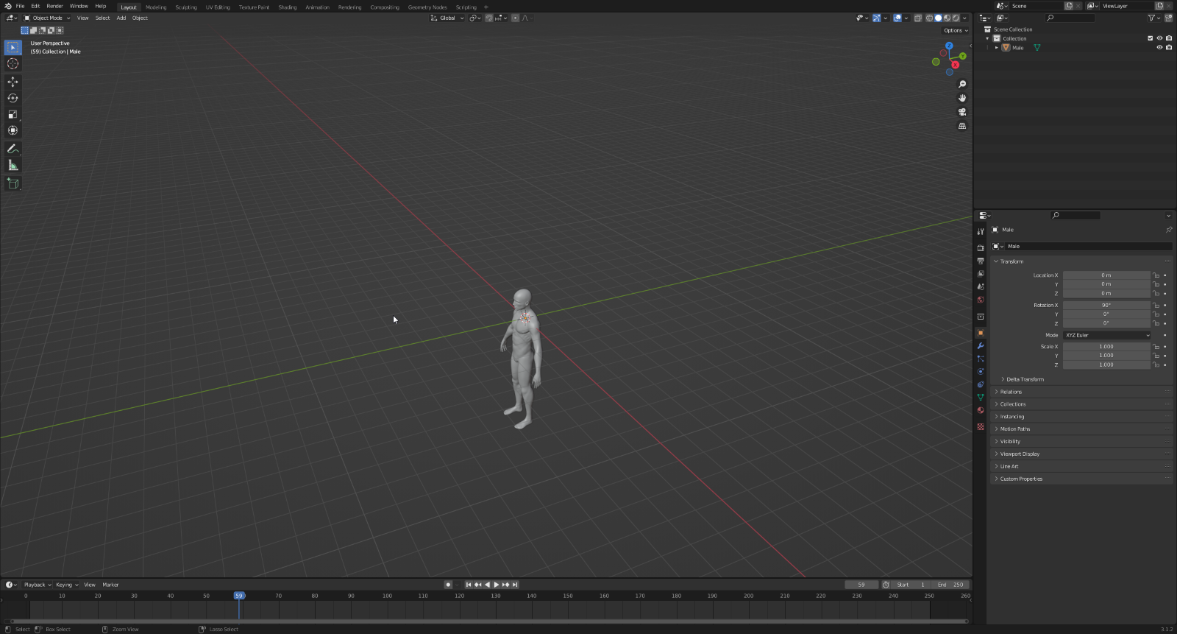 File Edit Render Window Help Layout Modeling Sculpting UV Editing Texture Paint Shading Animation Rendering Compositing Geometry Nodes Scripting + Scene ViewLayer
Object Mode View Select Add Object Global
Options
User Perspective
(59) Collection | Male
Scene Collection
Collection
Male
Male
Male
Transform
Location X 0 m
Y 0 m
Z 0 m
Rotation X 90°
Y 0°
Z 0°
Mode XYZ Euler
Scale X 1.000
Y 1.000
Z 1.000
Delta Transform
Relations
Collections
Instancing
Motion Paths
Visibility
Viewport Display
Line Art
Custom Properties
Playback Keying View Marker 59 Start 1 End 250
0 10 20 30 40 50 59 70 80 90 100 110 120 130 140 150 160 170 180 190 200 210 220 230 240 250 260
Select Box Select Zoom View Lasso Select 3.1.2